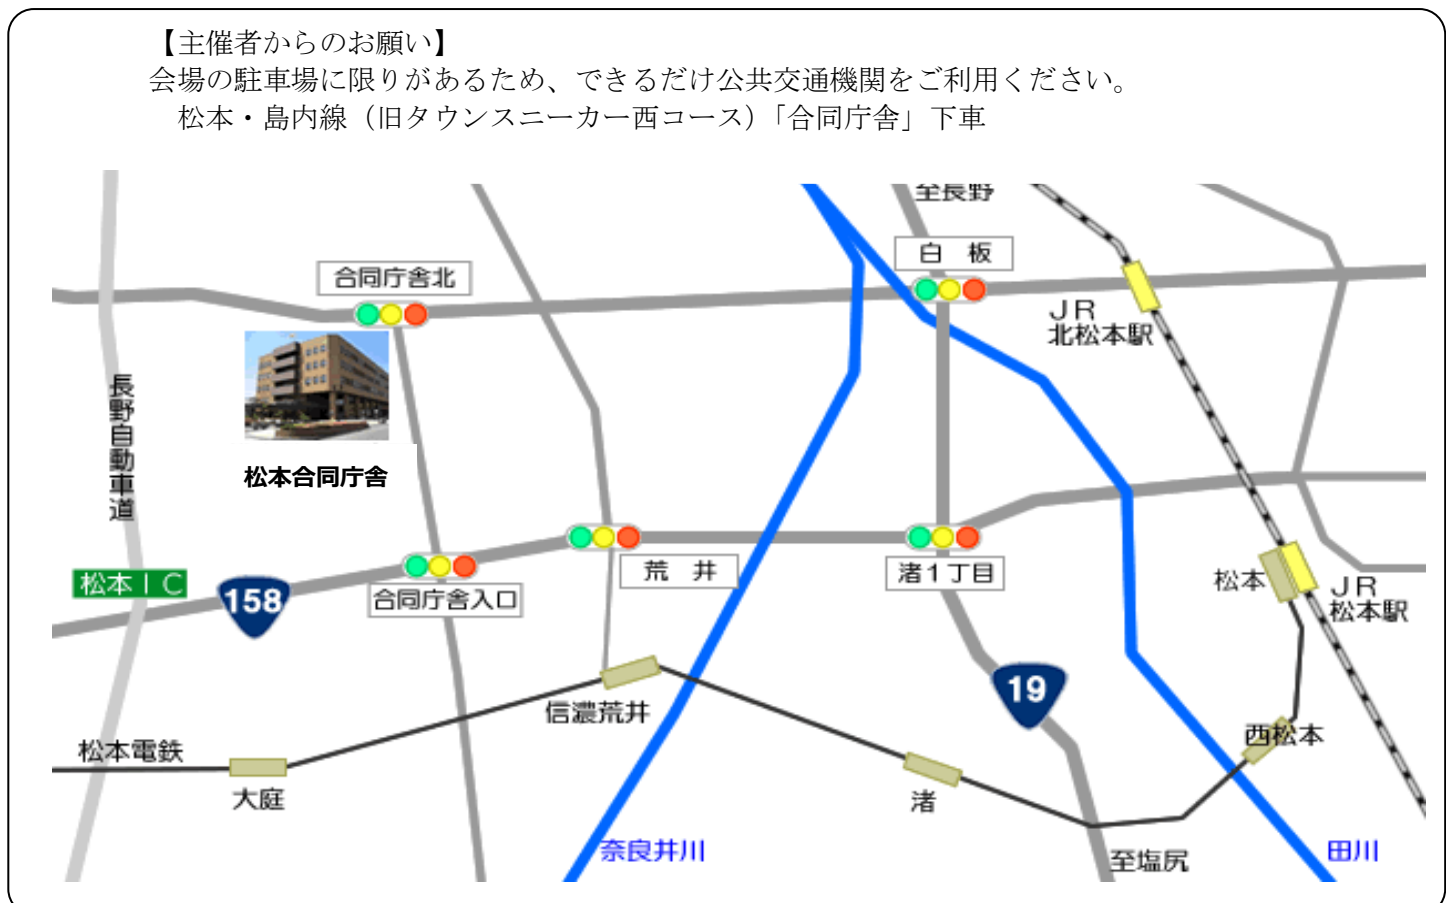 【主催者からのお願い】
会場の駐車場に限りがあるため、できるだけ公共交通機関をご利用ください。
松本・島内線（旧タウンスニーカー西コース）「合同庁舎」下車
至長野
白 板
合同庁舎北
ＪＲ
北松本駅
長野自動車道
松本合同庁舎
松本ＩＣ
158
合同庁舎入口
荒 井
渚１丁目
松本
ＪＲ
松本駅
19
信濃荒井
西松本
松本電鉄
大庭
渚
奈良井川
至塩尻
田川